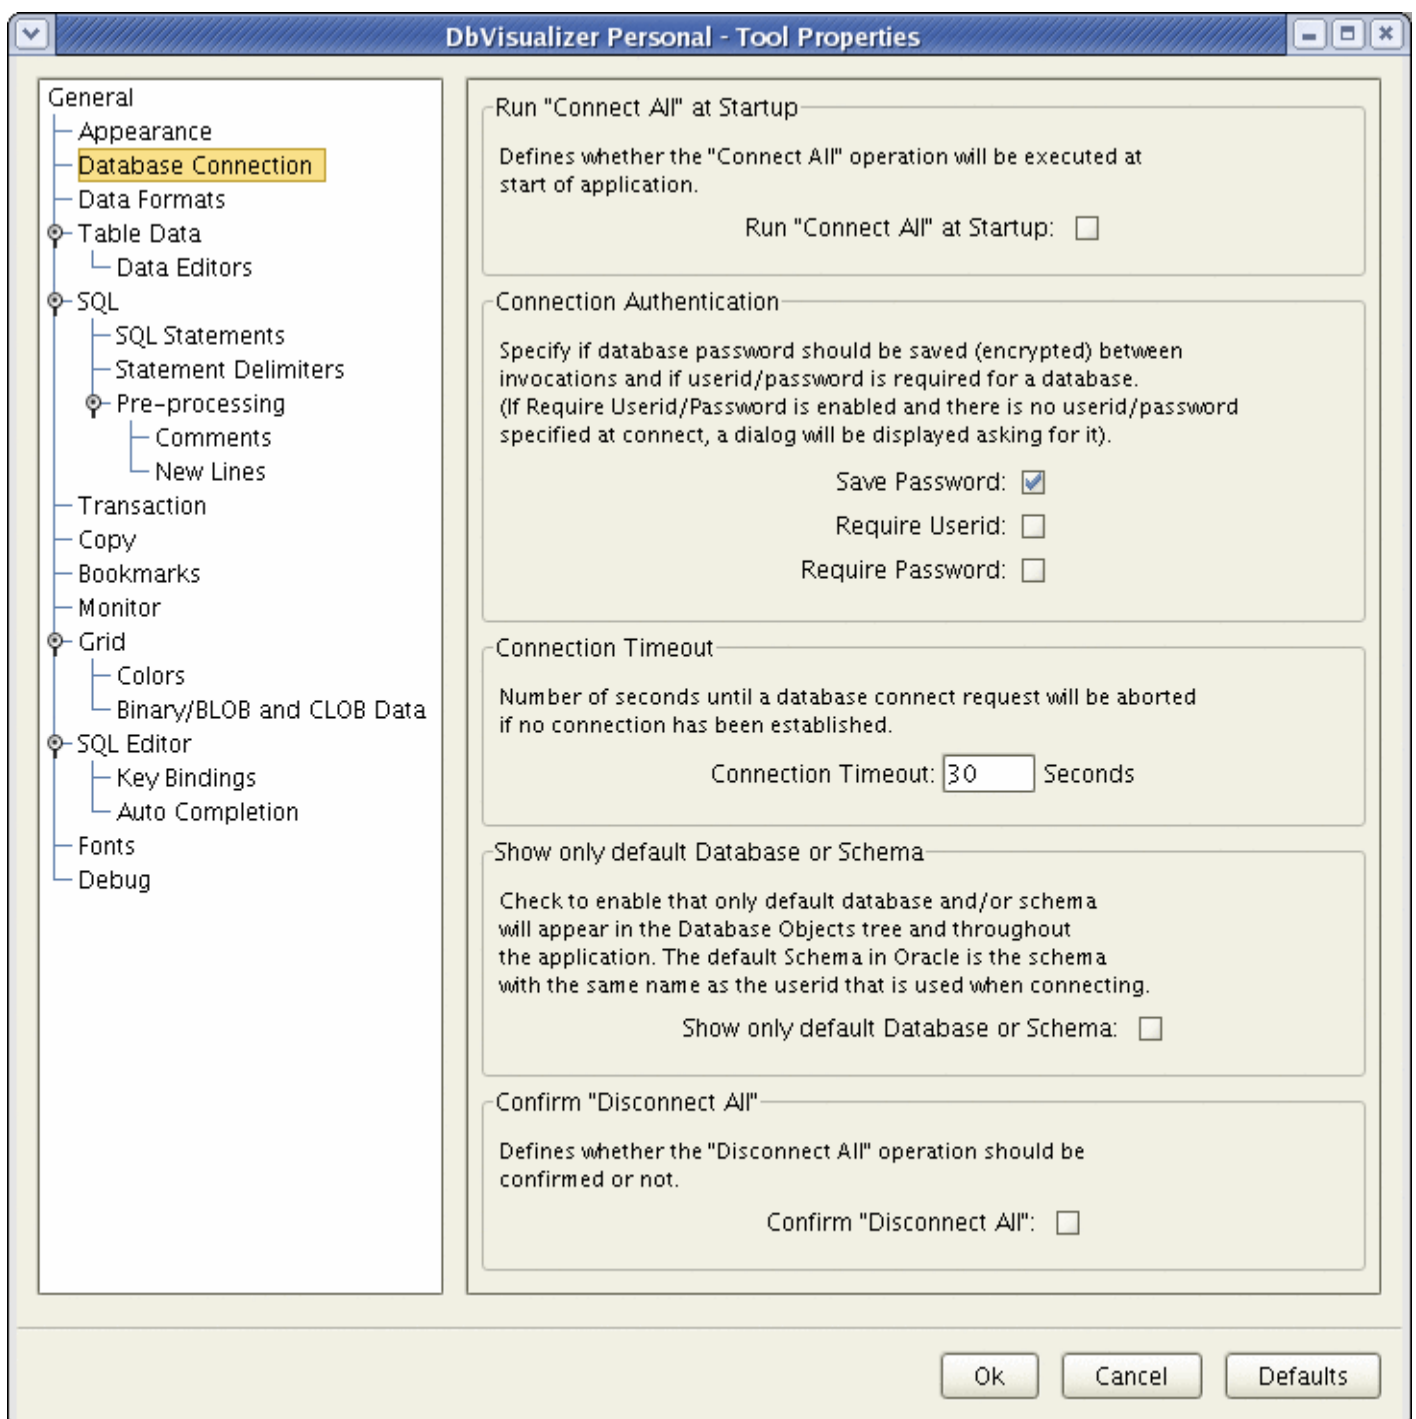 DbVisualizer Personal - Tool Properties
General
Appearance
Database Connection
Data Formats
Table Data
Data Editors
SQL
SQL Statements
Statement Delimiters
Pre-processing
Comments
New Lines
Transaction
Copy
Bookmarks
Monitor
Grid
Colors
Binary/BLOB and CLOB Data
SQL Editor
Key Bindings
Auto Completion
Fonts
Debug
Run "Connect All" at Startup
Defines whether the "Connect All" operation will be executed at
start of application.
Run "Connect All" at Startup:
Connection Authentication
Specify if database password should be saved (encrypted) between
invocations and if userid/password is required for a database.
(If Require Userid/Password is enabled and there is no userid/password
specified at connect, a dialog will be displayed asking for it).
Save Password:
Require Userid:
Require Password:
Connection Timeout
Number of seconds until a database connect request will be aborted
if no connection has been established.
Connection Timeout: 30 Seconds
Show only default Database or Schema
Check to enable that only default database and/or schema
will appear in the Database Objects tree and throughout
the application. The default Schema in Oracle is the schema
with the same name as the userid that is used when connecting.
Show only default Database or Schema:
Confirm "Disconnect All"
Defines whether the "Disconnect All" operation should be
confirmed or not.
Confirm "Disconnect All":
Ok Cancel Defaults